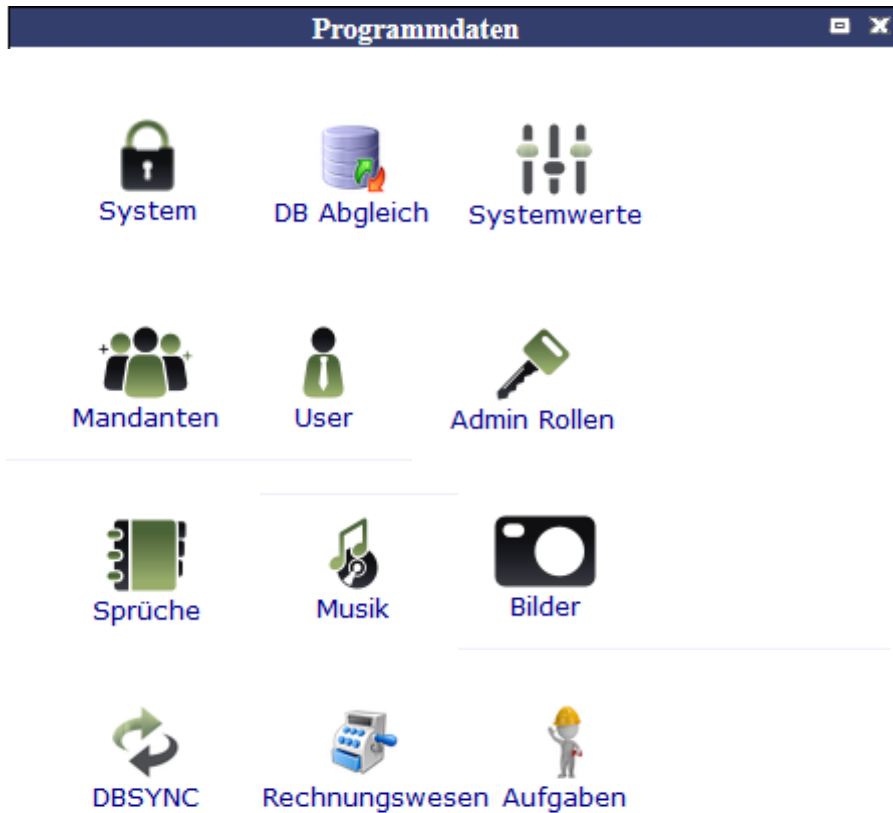 Programmdaten
System DB Abgleich Systemwerte
Mandanten User Admin Rollen
Sprüche Musik Bilder
DBSYNC Rechnungswesen Aufgaben